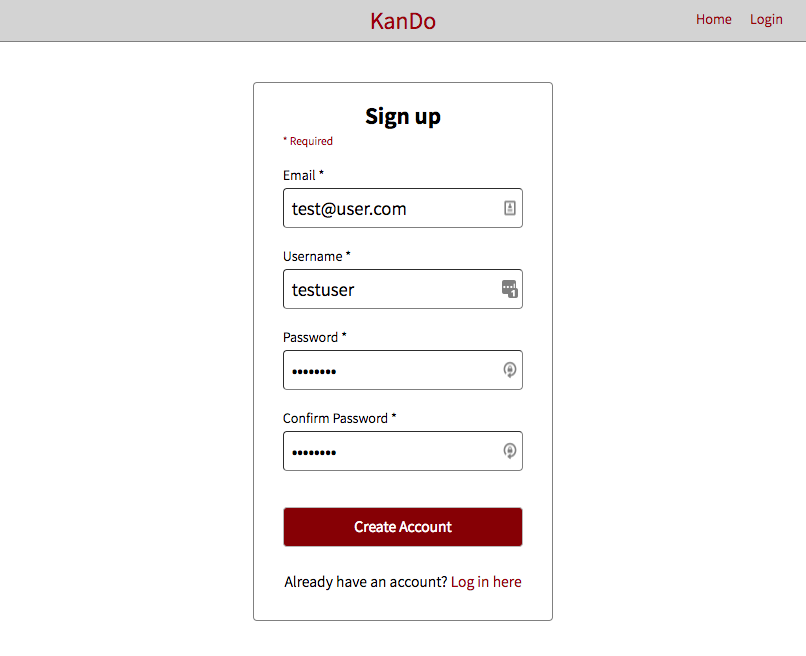 KanDo
Home Login
Sign up
* Required
Email *
test@user.com
Username *
testuser
1
Password *
••••••••
Confirm Password *
••••••••
Create Account
Already have an account? Log in here